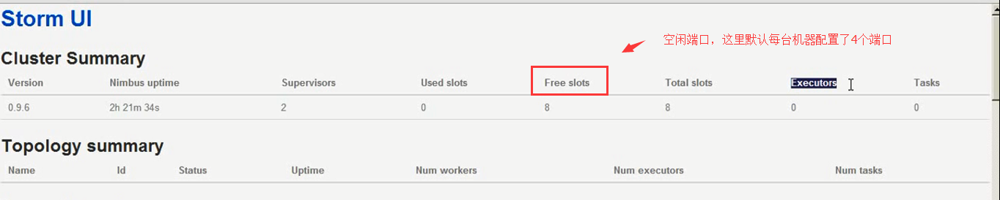 Storm UI
空闲端口，这里默认每台机器配置了4个端口
Cluster Summary
Version Nimbus uptime Supervisors Used slots Free slots Total slots Executors Tasks
0.9.6 2h 21m 34s 2 0 8 8 0 0
Topology summary
Name Id Status Uptime Num workers Num executors Num tasks